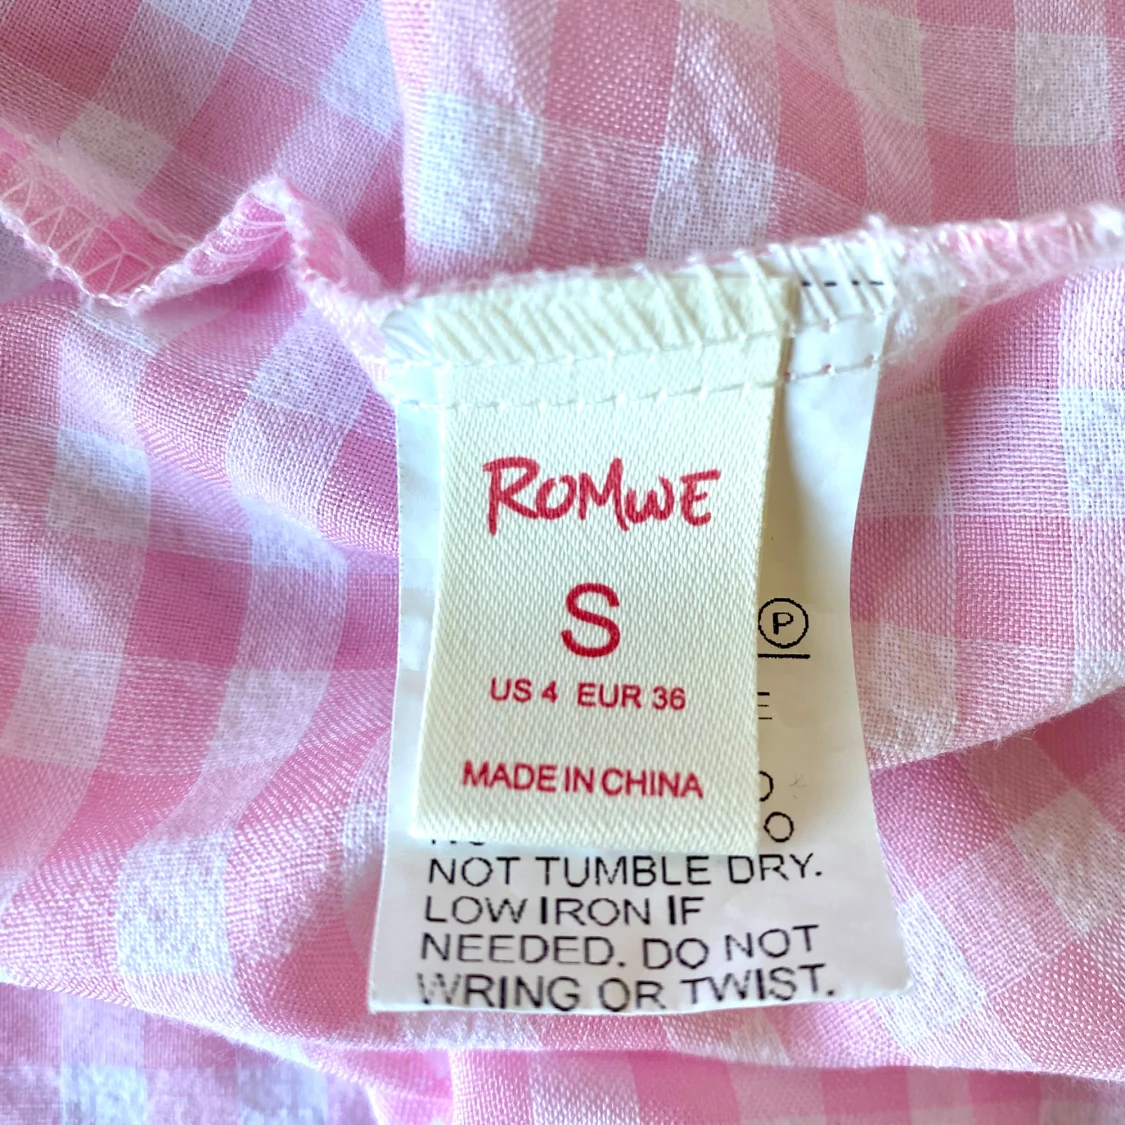 ROMWE
S
US 4 EUR 36
MADE IN CHINA
P
E
O
NOT TUMBLE DRY.
LOW IRON IF
NEEDED. DO NOT
WRING OR TWIST.